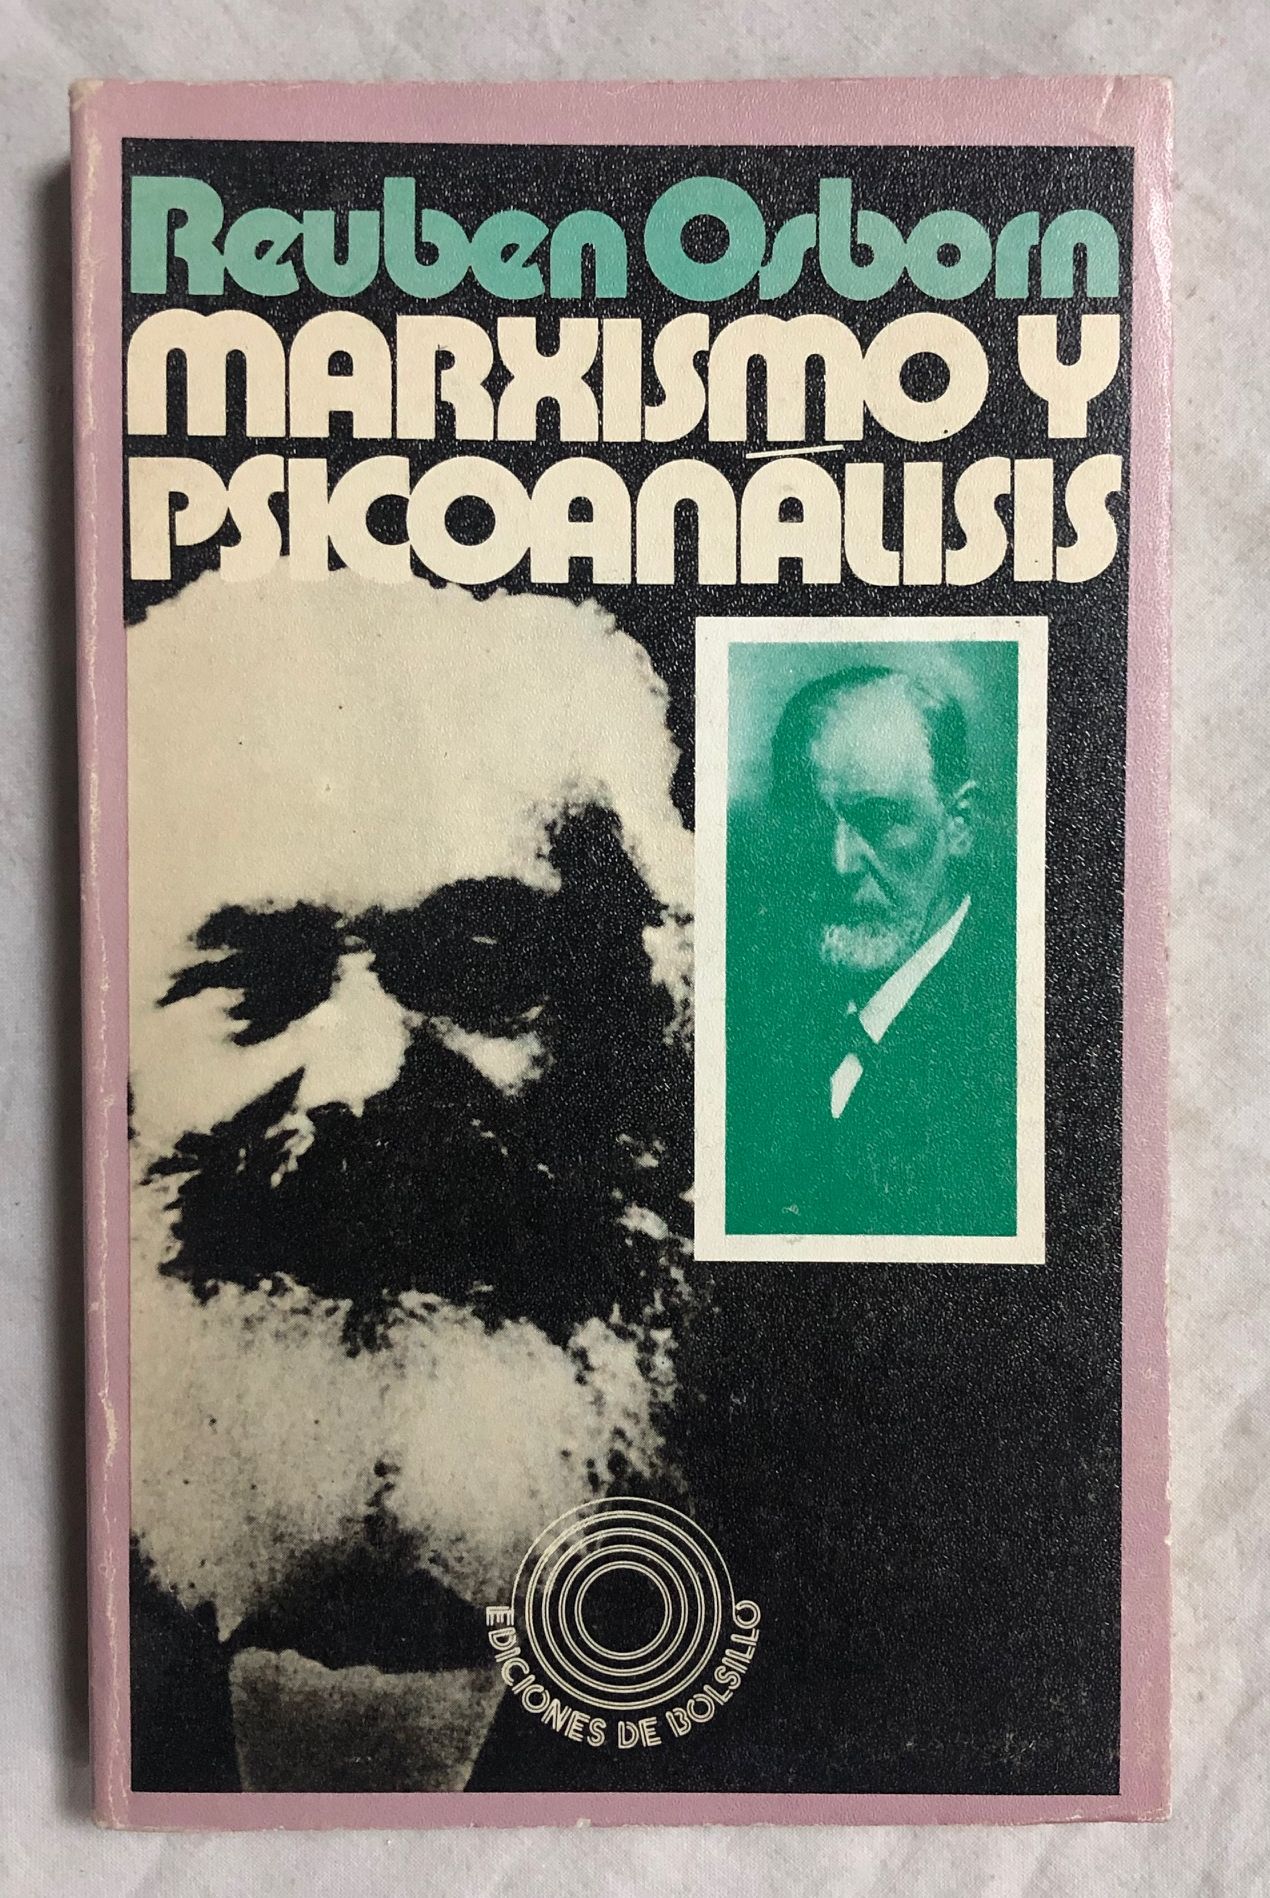 Reuben Osborn
MARXISMO Y
PSICOANÁLISIS
EDICIONES DE BOLSILLO